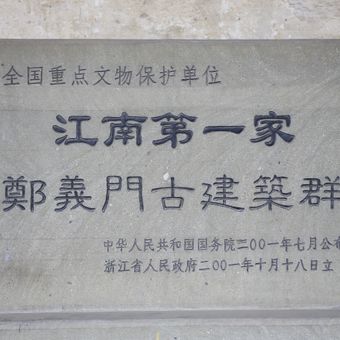 全国重点文物保护单位
江南第一家
鄭義門古建築群
中华人民共和国国务院二〇〇一年七月公布
浙江省人民政府二〇〇一年十月十八日立